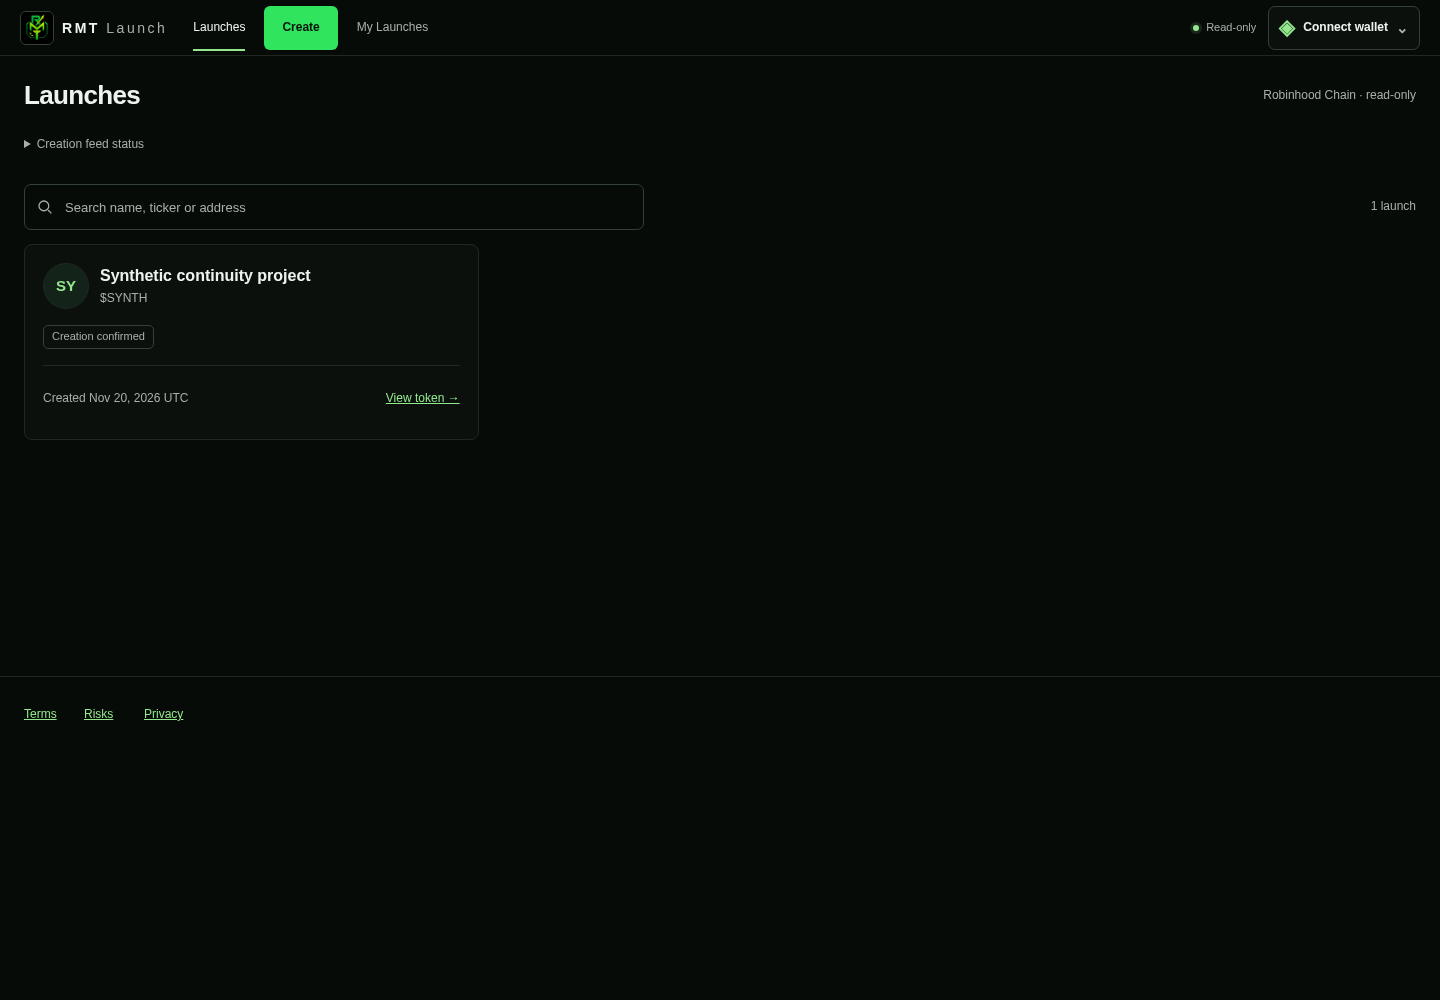 RMT Launch
Launches
Create
My Launches
Read-only
Connect wallet
Launches
Robinhood Chain · read-only
Creation feed status
Search name, ticker or address
1 launch
SY
Synthetic continuity project
$SYNTH
Creation confirmed
Created Nov 20, 2026 UTC
View token →
Terms
Risks
Privacy